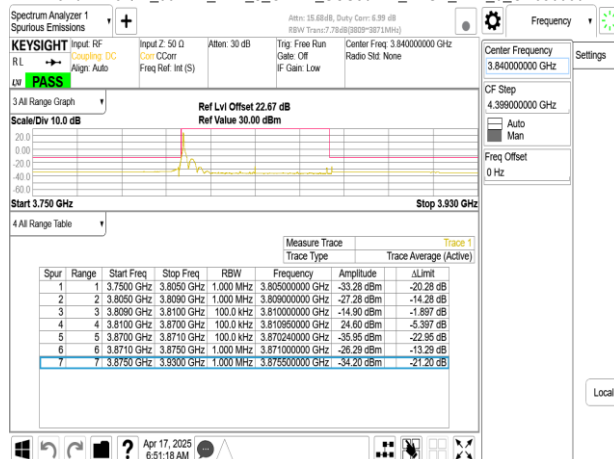 Spectrum Analyzer 1
Spurious Emissions
Attn: 15.68dB, Duty Corr: 6.99 dB
RBW Trans:7.78dB(3809~3871MHz)
Frequency
KEYSIGHT
RL
PASS
Input: RF
Coupling: DC
Align: Auto
Input Z: 50 Ω
Corr CCorr
Freq Ref: Int (S)
Atten: 30 dB
Trig: Free Run
Gate: Off
IF Gain: Low
Center Freq: 3.840000000 GHz
Radio Std: None
Center Frequency
3.840000000 GHz
Settings
CF Step
4.399000000 GHz
Auto
Man
Freq Offset
0 Hz
3 All Range Graph
Scale/Div 10.0 dB
Ref Lvl Offset 22.67 dB
Ref Value 30.00 dBm
20.0
0.00
-20.0
-40.0
-60.0
Start 3.750 GHz
Stop 3.930 GHz
4 All Range Table
Measure Trace Trace 1
Trace Type Trace Average (Active)
Spur Range Start Freq Stop Freq RBW Frequency Amplitude ΔLimit
1 1 3.7500 GHz 3.8050 GHz 1.000 MHz 3.805000000 GHz -33.28 dBm -20.28 dB
2 2 3.8050 GHz 3.8090 GHz 1.000 MHz 3.809000000 GHz -27.28 dBm -14.28 dB
3 3 3.8090 GHz 3.8100 GHz 100.0 kHz 3.810000000 GHz -14.90 dBm -1.897 dB
4 4 3.8100 GHz 3.8700 GHz 100.0 kHz 3.810950000 GHz 24.60 dBm -5.397 dB
5 5 3.8700 GHz 3.8710 GHz 100.0 kHz 3.870240000 GHz -35.95 dBm -22.95 dB
6 6 3.8710 GHz 3.8750 GHz 1.000 MHz 3.871000000 GHz -26.29 dBm -13.29 dB
7 7 3.8750 GHz 3.9300 GHz 1.000 MHz 3.875500000 GHz -34.20 dBm -21.20 dB
Local
Apr 17, 2025
6:51:18 AM